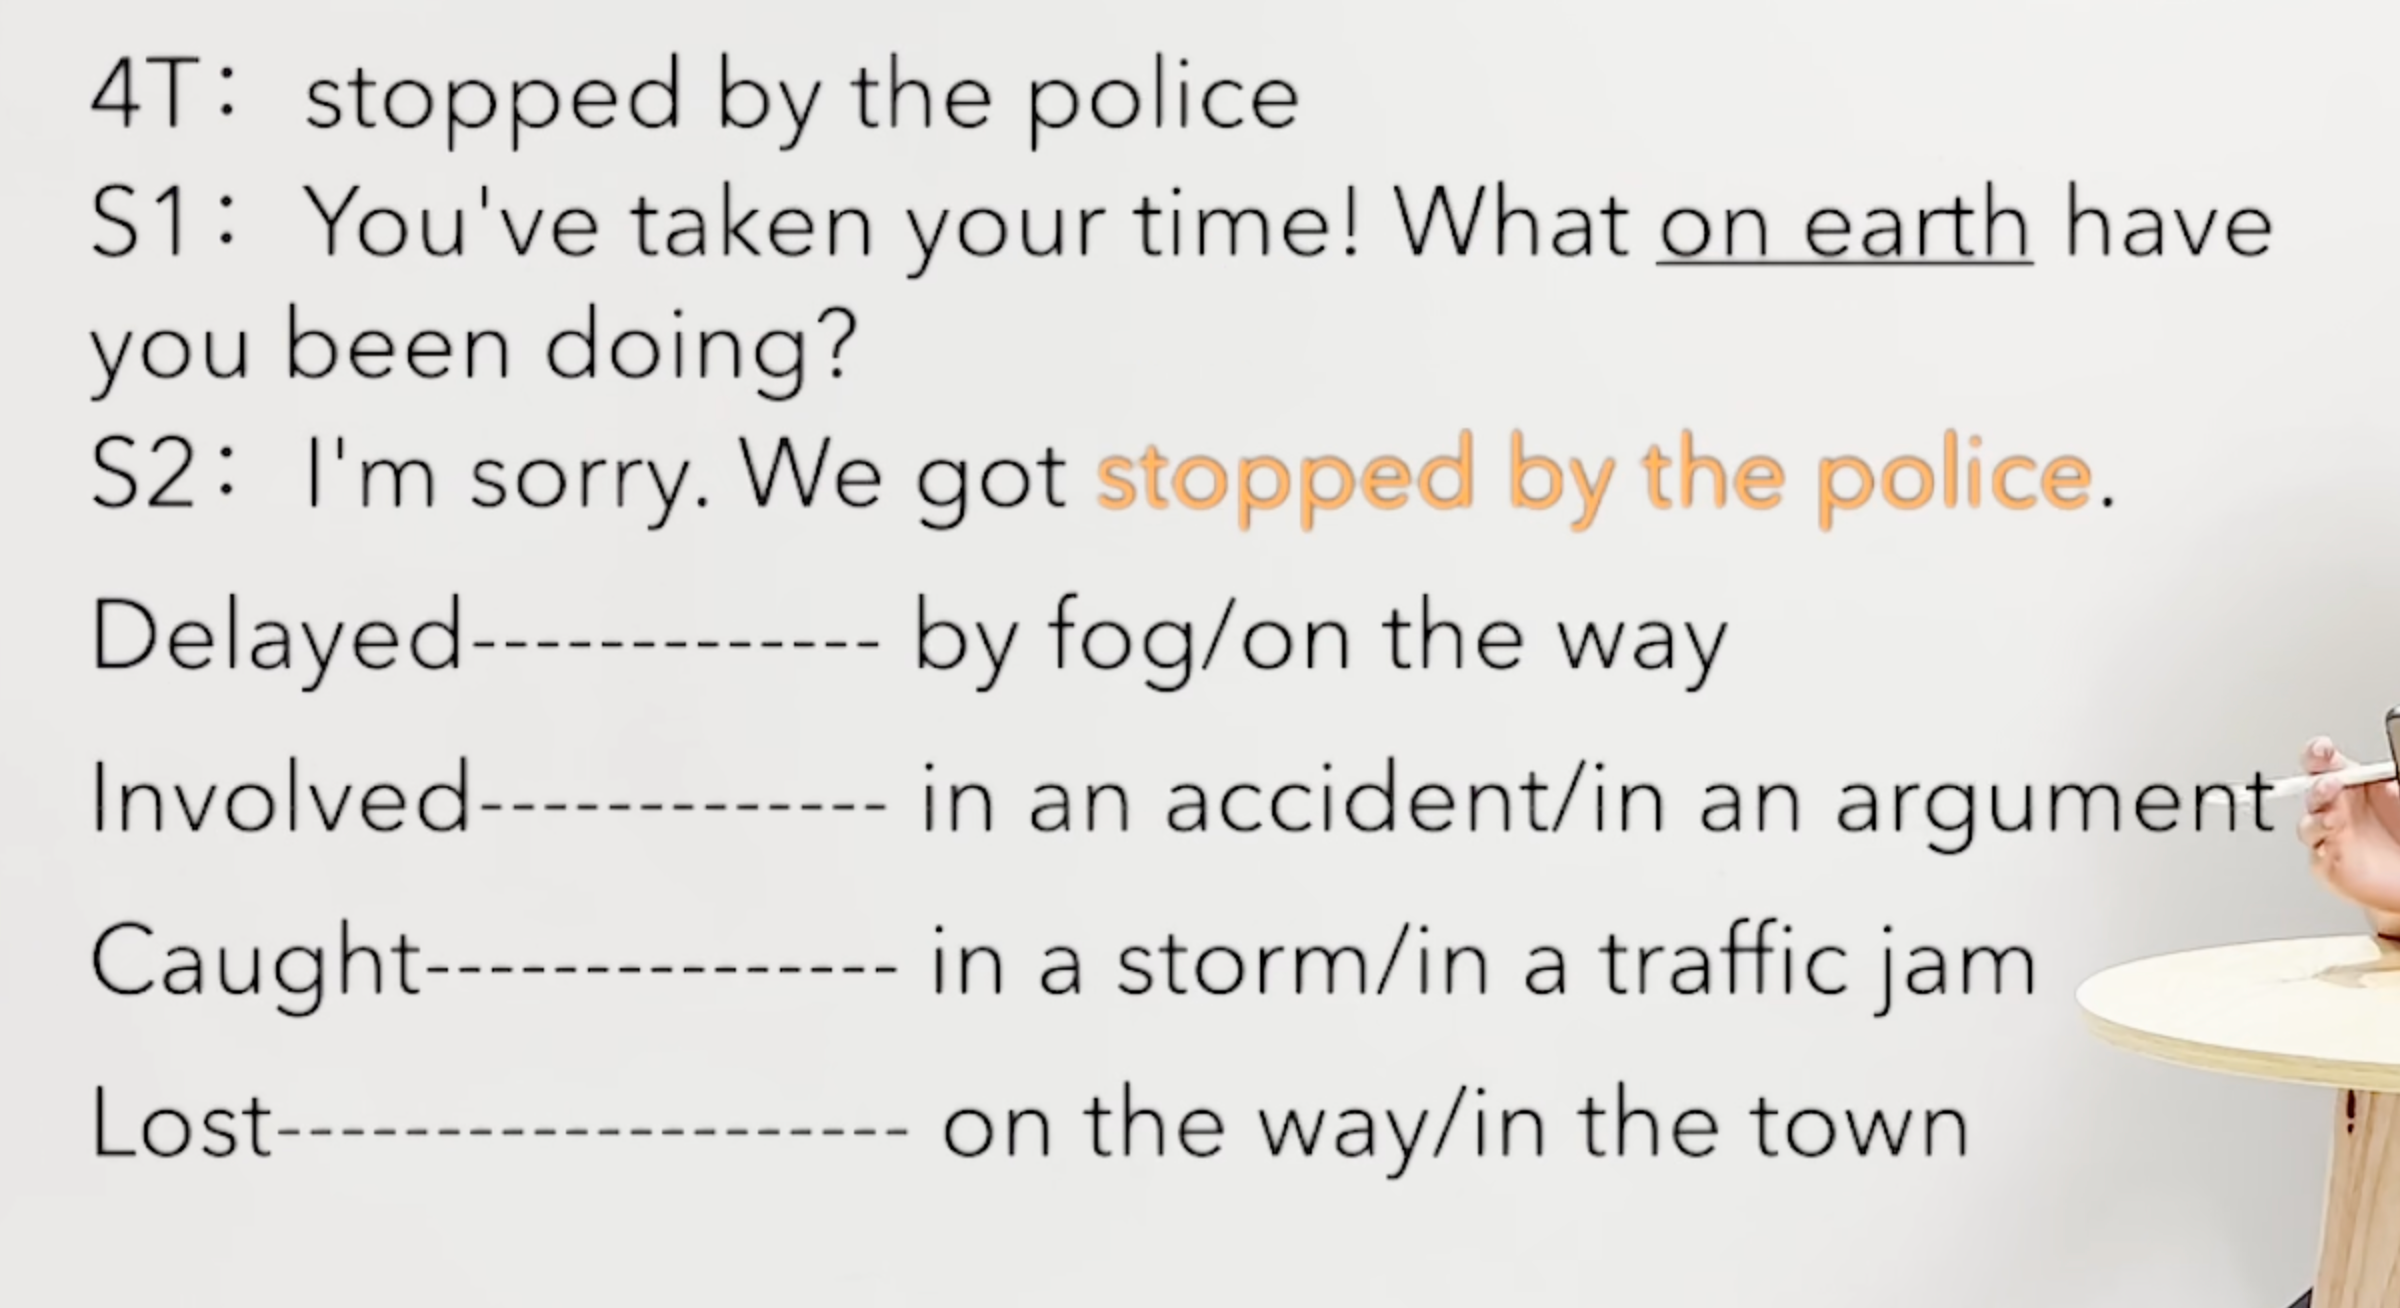 4T： stopped by the police
S1： You've taken your time! What on earth have
you been doing?
S2： I'm sorry. We got stopped by the police.
Delayed------------- by fog/on the way
Involved------------- in an accident/in an argument
Caught--------------- in a storm/in a traffic jam
Lost-------------------- on the way/in the town